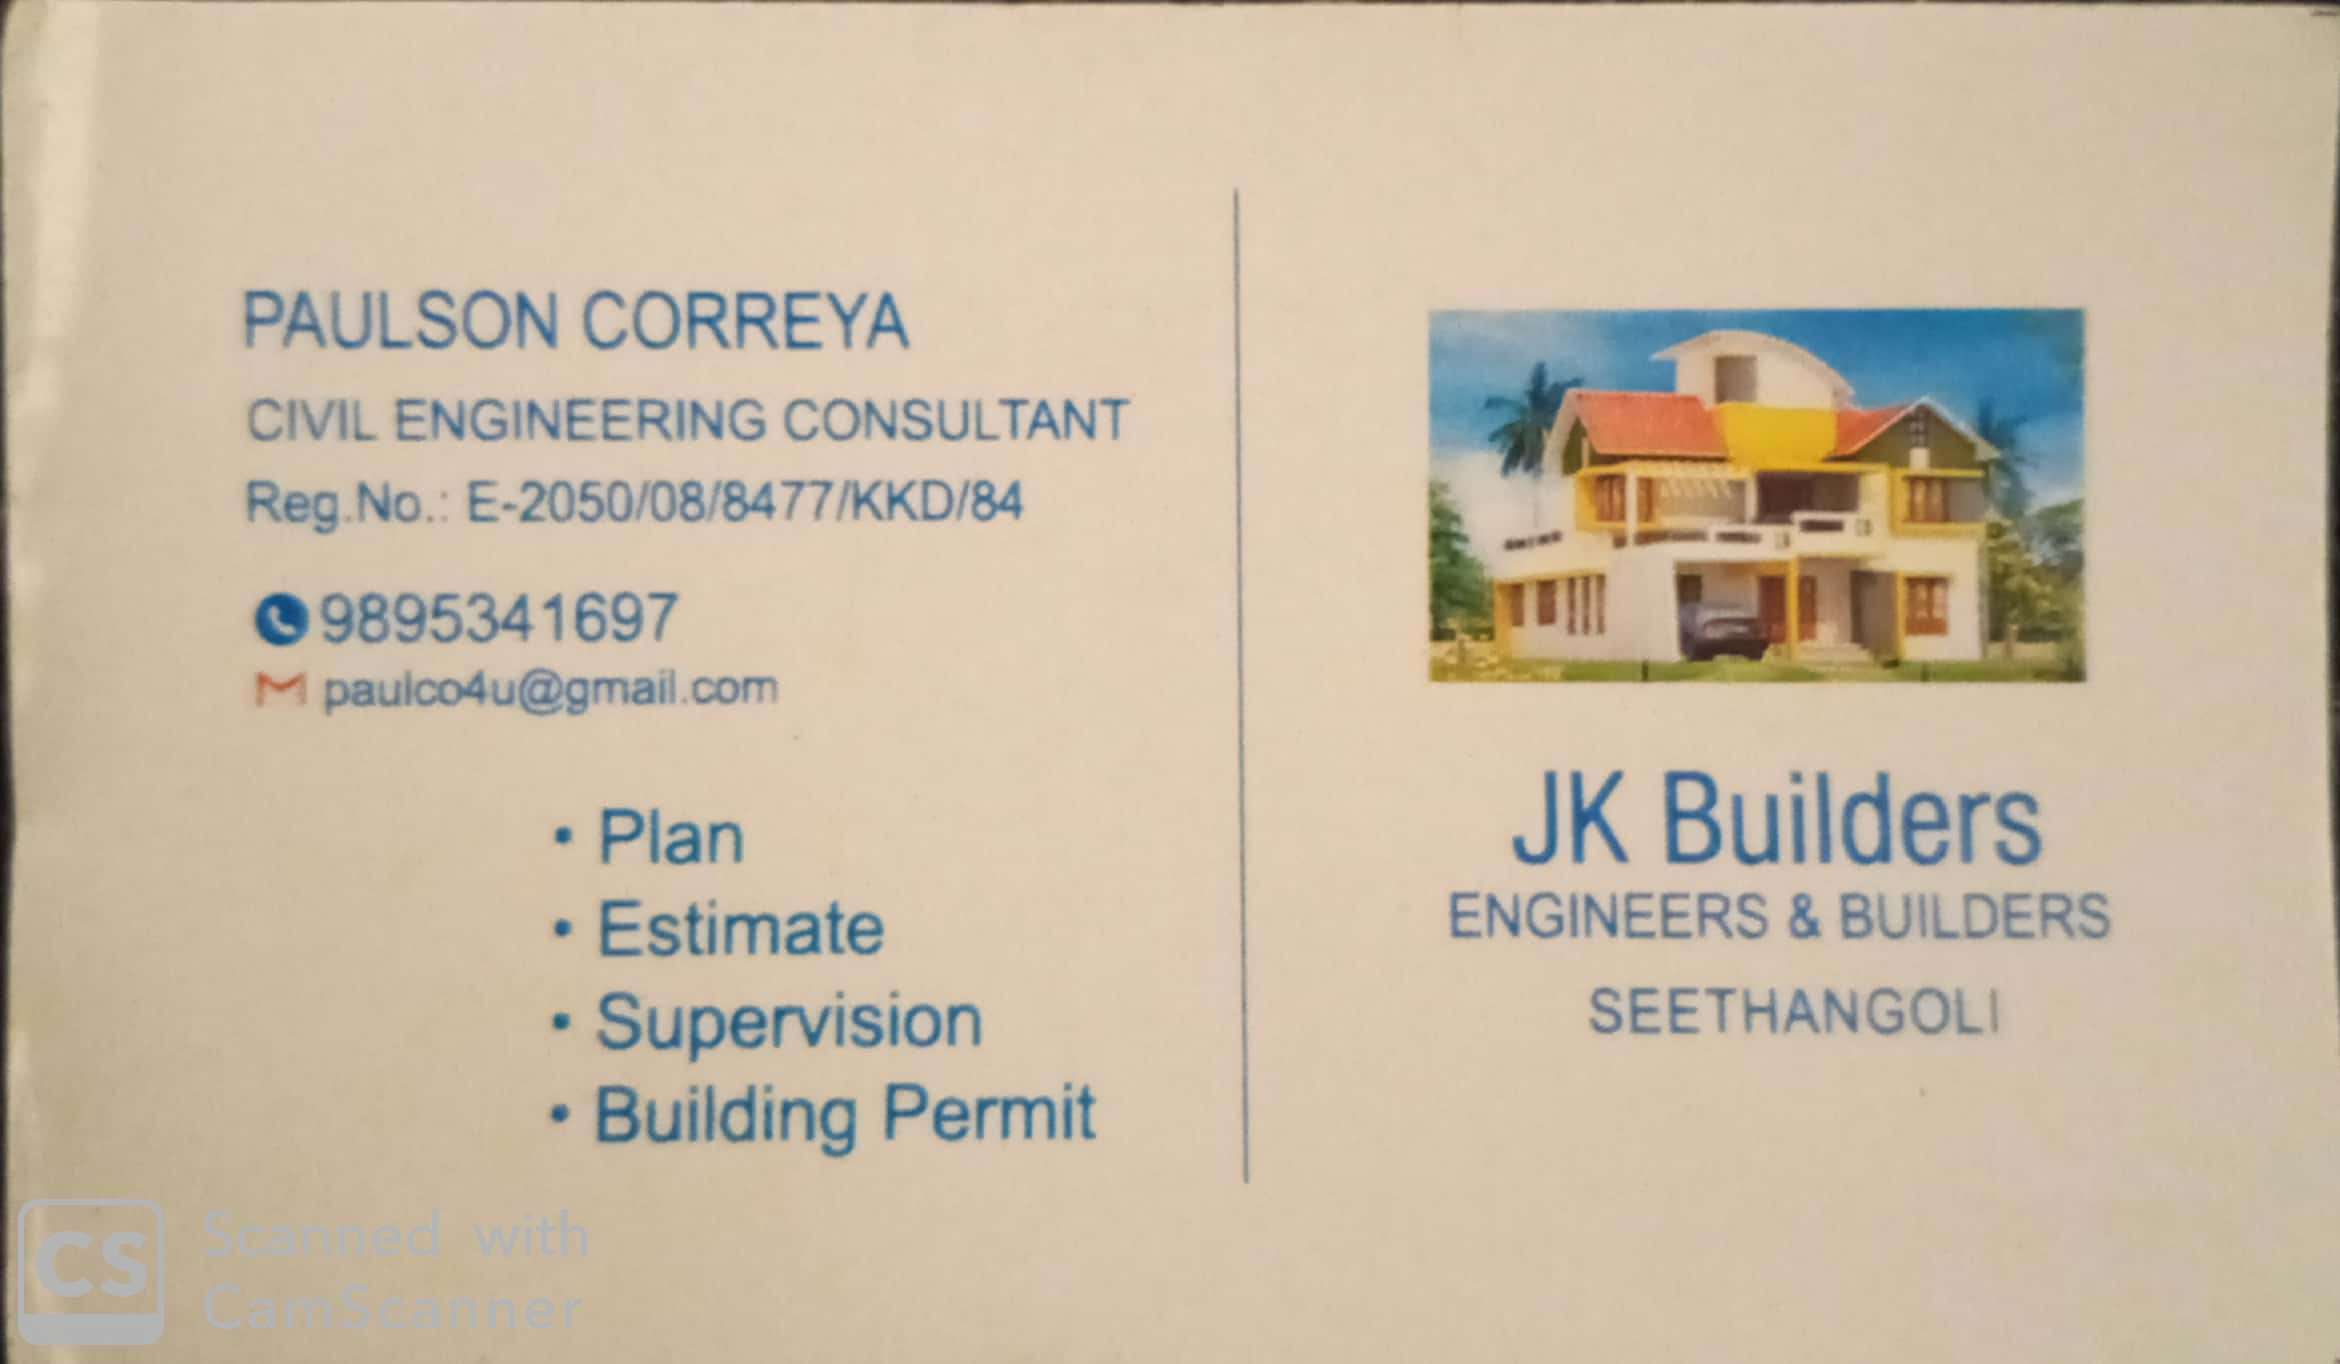 PAULSON CORREYA
CIVIL ENGINEERING CONSULTANT
Reg.No.: E-2050/08/8477/KKD/84
9895341697
paulco4u@gmail.com
• Plan
• Estimate
• Supervision
• Building Permit
JK Builders
ENGINEERS & BUILDERS
SEETHANGOLI
CS
Scanned with
CamScanner